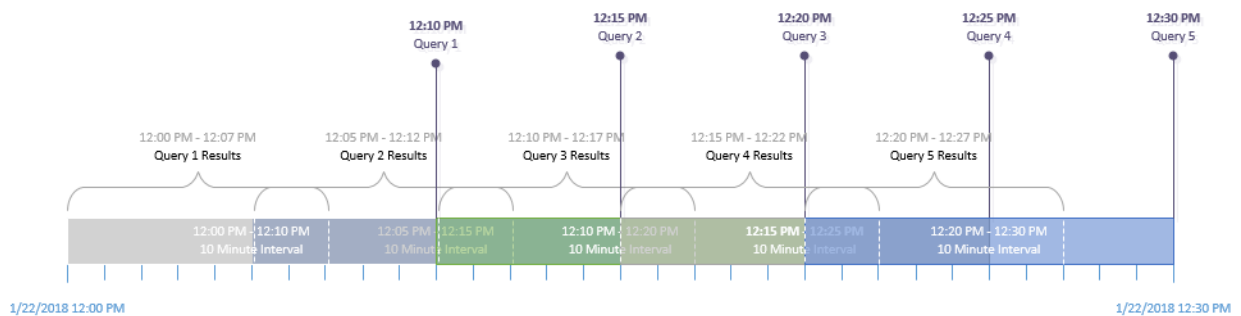 12:10 PM
Query 1
12:15 PM
Query 2
12:20 PM
Query 3
12:25 PM
Query 4
12:30 PM
Query 5
12:00 PM - 12:07 PM
Query 1 Results
12:05 PM - 12:12 PM
Query 2 Results
12:10 PM - 12:17 PM
Query 3 Results
12:15 PM - 12:22 PM
Query 4 Results
12:20 PM - 12:27 PM
Query 5 Results
12:00 PM - 12:10 PM
10 Minute Interval
12:05 PM - 12:15 PM
10 Minute Interval
12:10 PM - 12:20 PM
10 Minute Interval
12:15 PM - 12:25 PM
10 Minute Interval
12:20 PM - 12:30 PM
10 Minute Interval
1/22/2018 12:00 PM
1/22/2018 12:30 PM